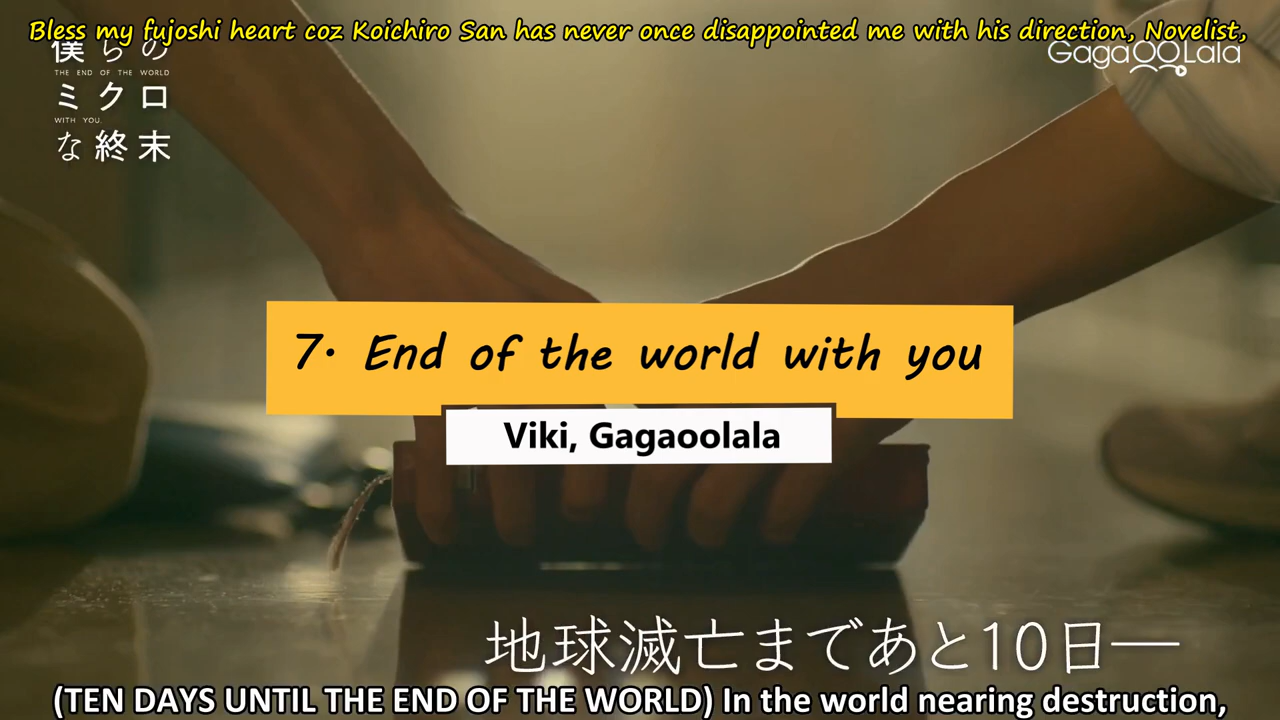 Bless my fujoshi heart coz Koichiro San has never once disappointed me with his direction, Novelist,
僕らの
THE END OF THE WORLD
ミクロ
WITH YOU
な終末
GagaOOLala
7. End of the world with you
Viki, Gagaoolala
地球滅亡まであと10日―
(TEN DAYS UNTIL THE END OF THE WORLD) In the world nearing destruction,